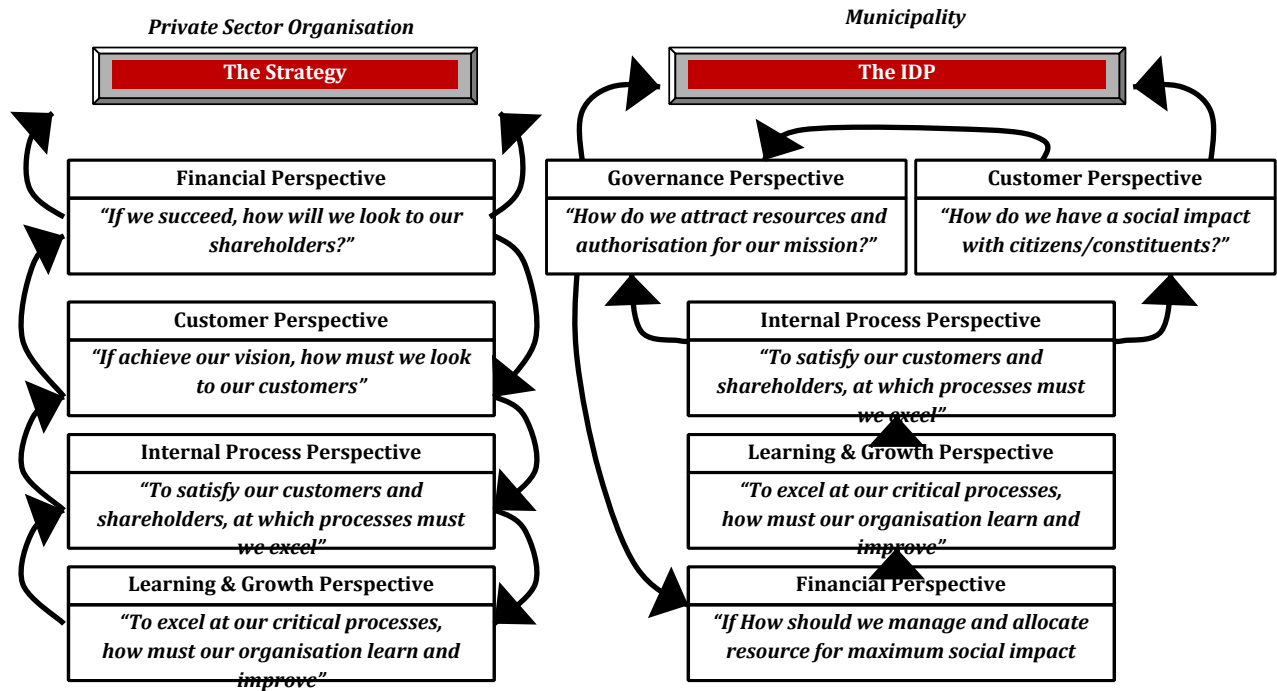 Private Sector Organisation
The Strategy
Financial Perspective
“If we succeed, how will we look to our
shareholders?”
Customer Perspective
“If achieve our vision, how must we look
to our customers”
Internal Process Perspective
“To satisfy our customers and
shareholders, at which processes must
we excel”
Learning & Growth Perspective
“To excel at our critical processes,
how must our organisation learn and
improve”
Municipality
The IDP
Governance Perspective
“How do we attract resources and
authorisation for our mission?”
Customer Perspective
“How do we have a social impact
with citizens/constituents?”
Internal Process Perspective
“To satisfy our customers and
shareholders, at which processes must
we excel”
Learning & Growth Perspective
“To excel at our critical processes,
how must our organisation learn and
improve”
Financial Perspective
“If How should we manage and allocate
resource for maximum social impact